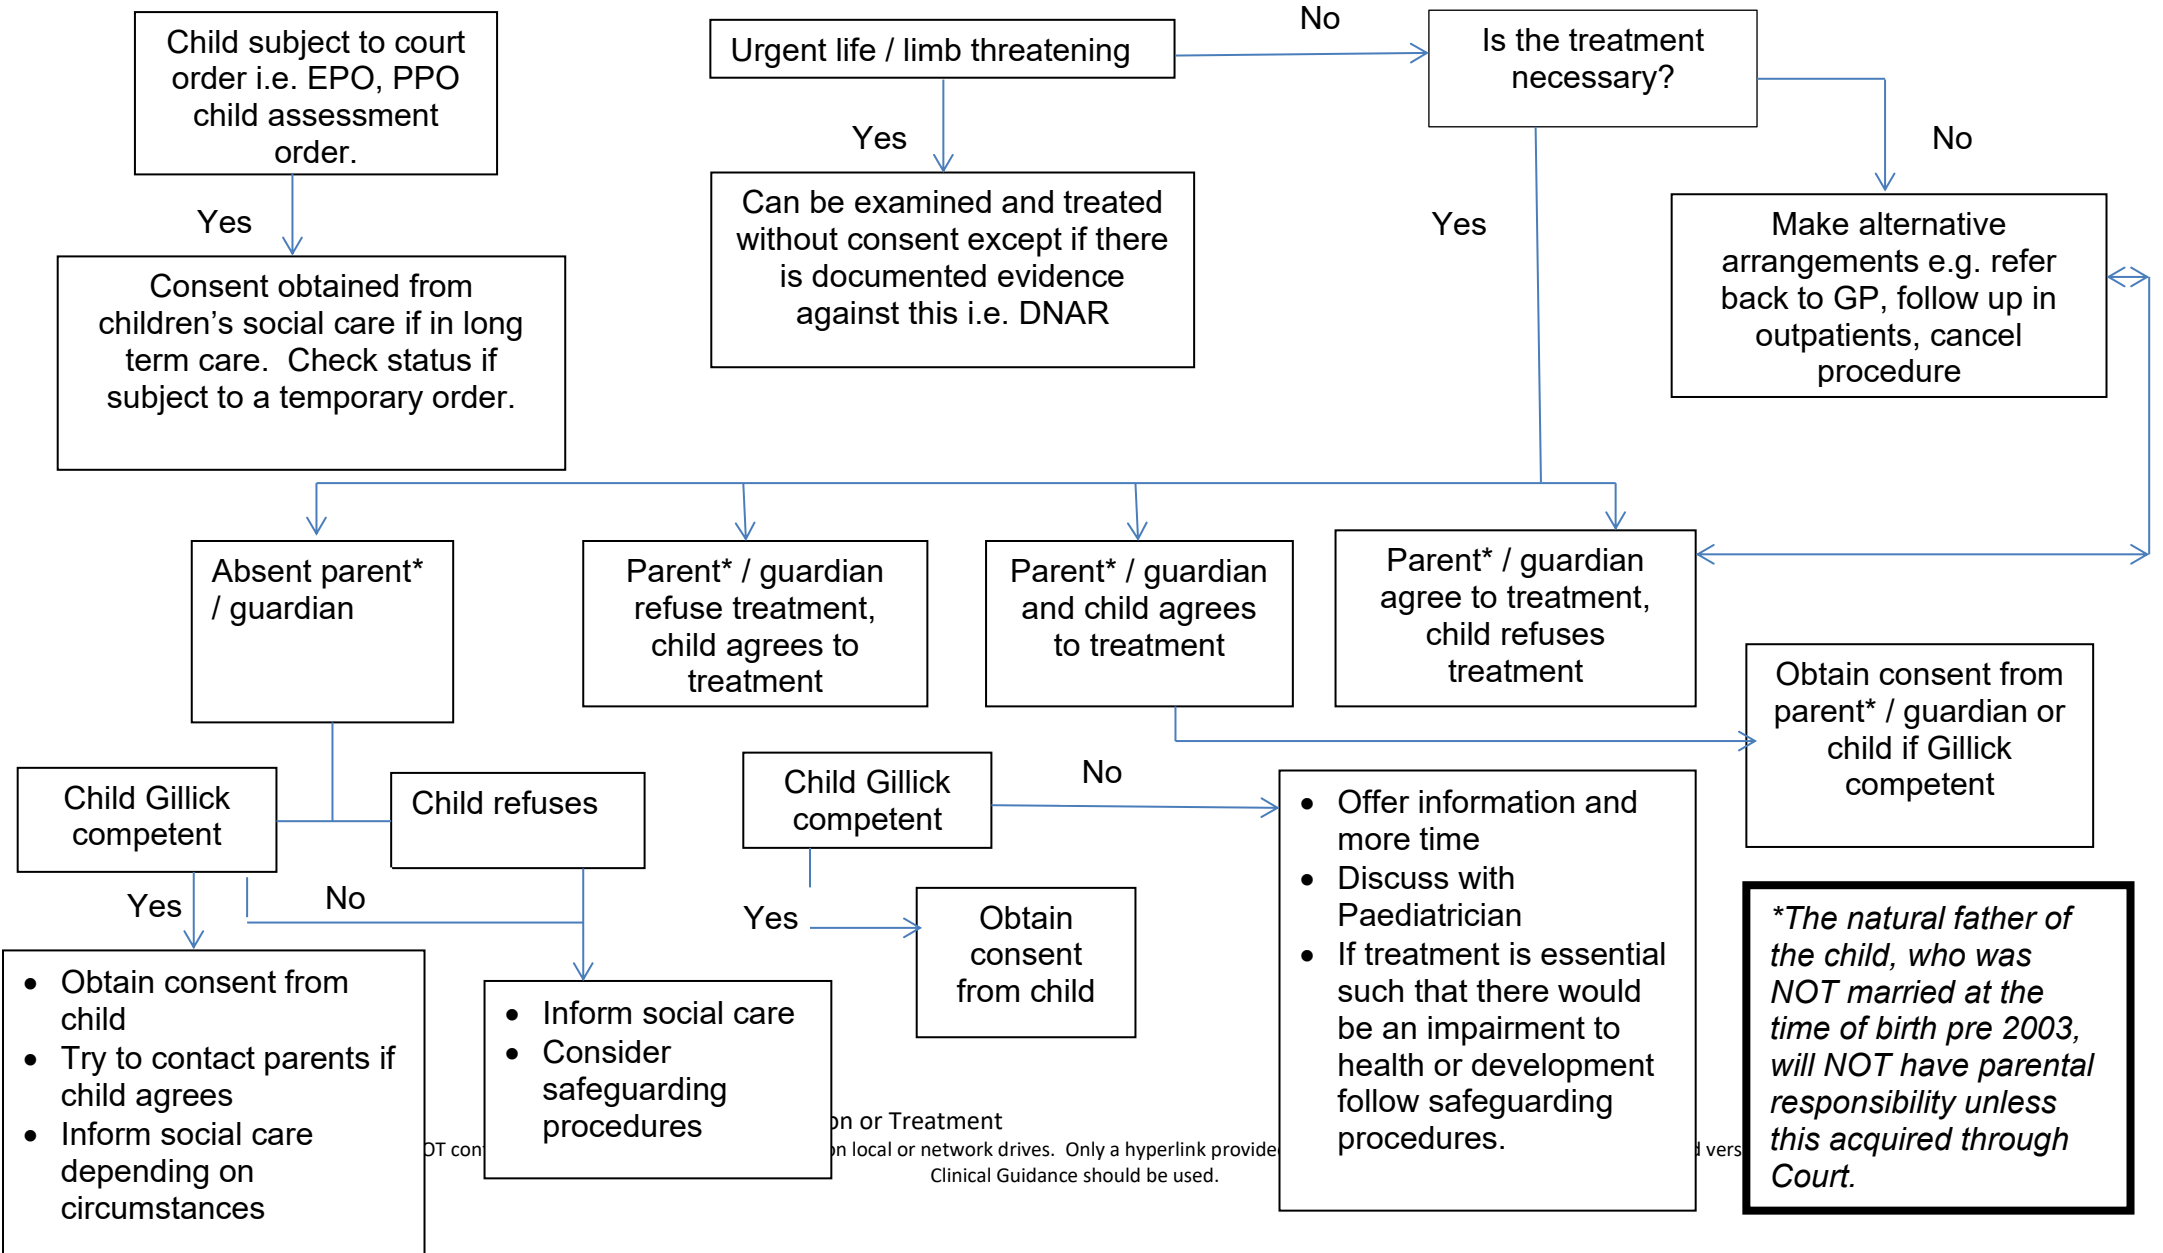 Child subject to court
order i.e. EPO, PPO
child assessment
order.
Urgent life / limb threatening
No
Is the treatment
necessary?
Yes
Yes
No
Consent obtained from
children’s social care if in long
term care.  Check status if
subject to a temporary order.
Can be examined and treated
without consent except if there
is documented evidence
against this i.e. DNAR
Yes
Make alternative
arrangements e.g. refer
back to GP, follow up in
outpatients, cancel
procedure
Absent parent*
/ guardian
Parent* / guardian
refuse treatment,
child agrees to
treatment
Parent* / guardian
and child agrees
to treatment
Parent* / guardian
agree to treatment,
child refuses
treatment
Obtain consent from
parent* / guardian or
child if Gillick
competent
Child Gillick
competent
Child refuses
Child Gillick
competent
No
• Offer information and
more time
• Discuss with
Paediatrician
• If treatment is essential
such that there would
be an impairment to
health or development
follow safeguarding
procedures.
Yes
No
Yes
Obtain
consent
from child
• Obtain consent from
child
• Try to contact parents if
child agrees
• Inform social care
depending on
circumstances
• Inform social care
• Consider
safeguarding
procedures
*The natural father of
the child, who was
NOT married at the
time of birth pre 2003,
will NOT have parental
responsibility unless
this acquired through
Court.
or Treatment
on local or network drives.  Only a hyperlink
Clinical Guidance should be used.